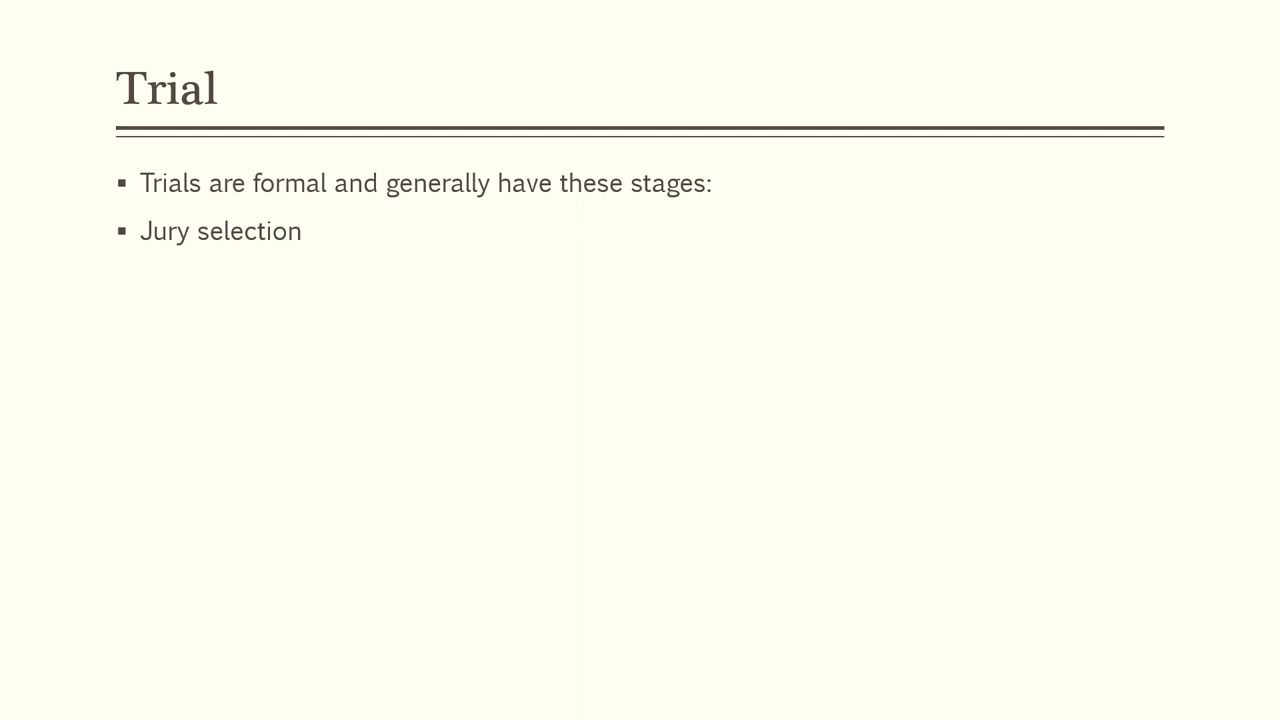 Trial
▪ Trials are formal and generally have these stages:
▪ Jury selection